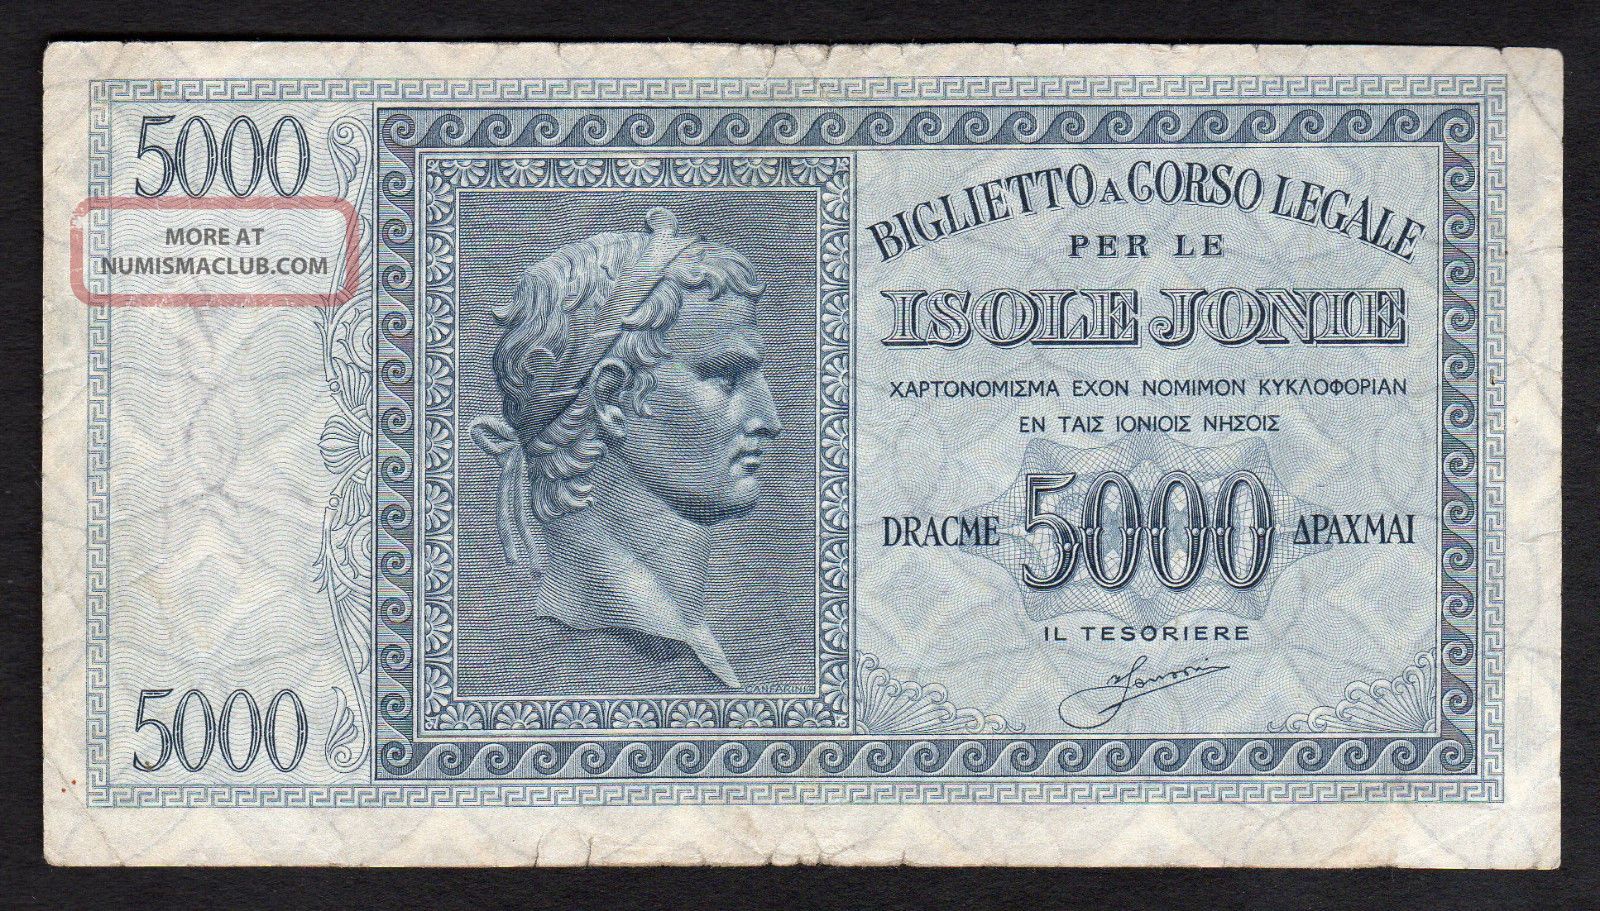 5000
MORE AT
NUMISMACLUB.COM
5000
BIGLIETTO A CORSO LEGALE
PER LE
ISOLE JONIE
ΧΑΡΤΟΝΟΜΙΣΜΑ ΕΧΟΝ ΝΟΜΙΜΟΝ ΚΥΚΛΟΦΟΡΙΑΝ
ΕΝ ΤΑΙΣ ΙΟΝΙΟΙΣ ΝΗΣΟΙΣ
DRACME 5000 ΔΡΑΧΜΑΙ
IL TESORIERE